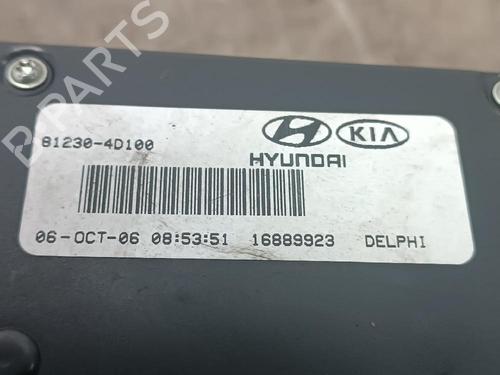 B-PARTS
81230-4D100
KIA
HYUNDAI
06-OCT-06 08:53:51 16889923 DELPHI